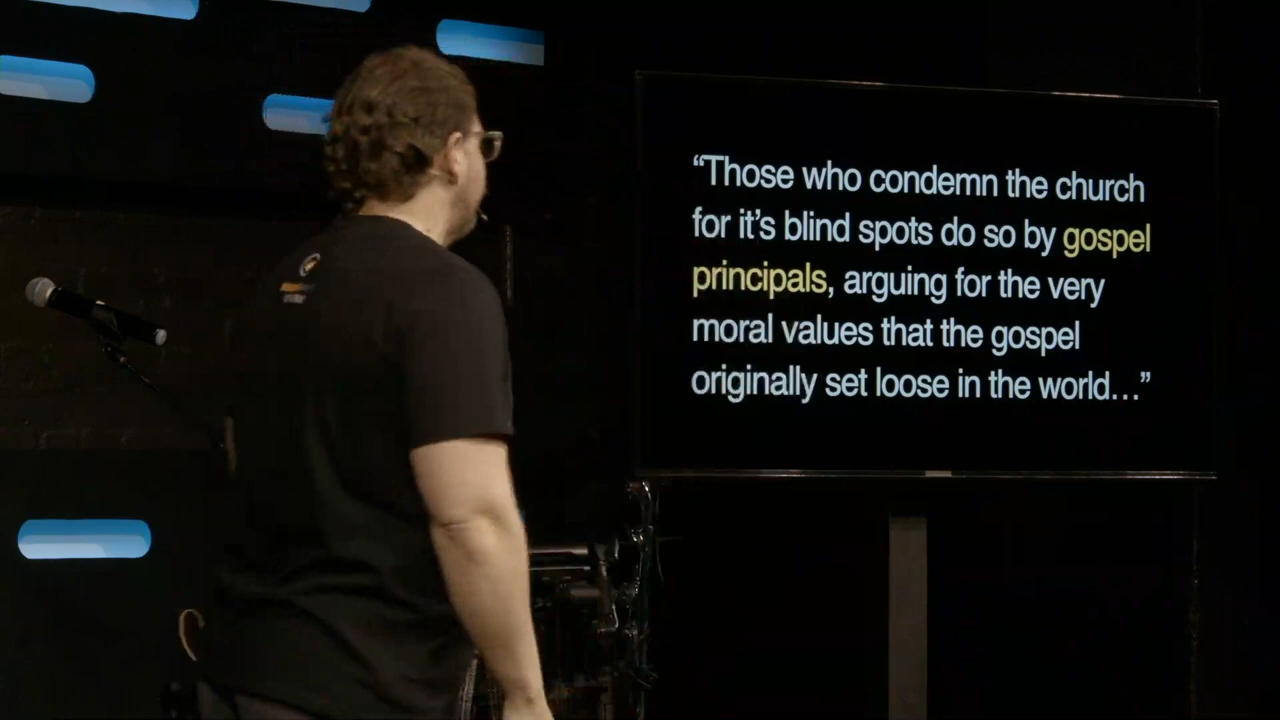 “Those who condemn the church
for it’s blind spots do so by gospel
principals, arguing for the very
moral values that the gospel
originally set loose in the world…”